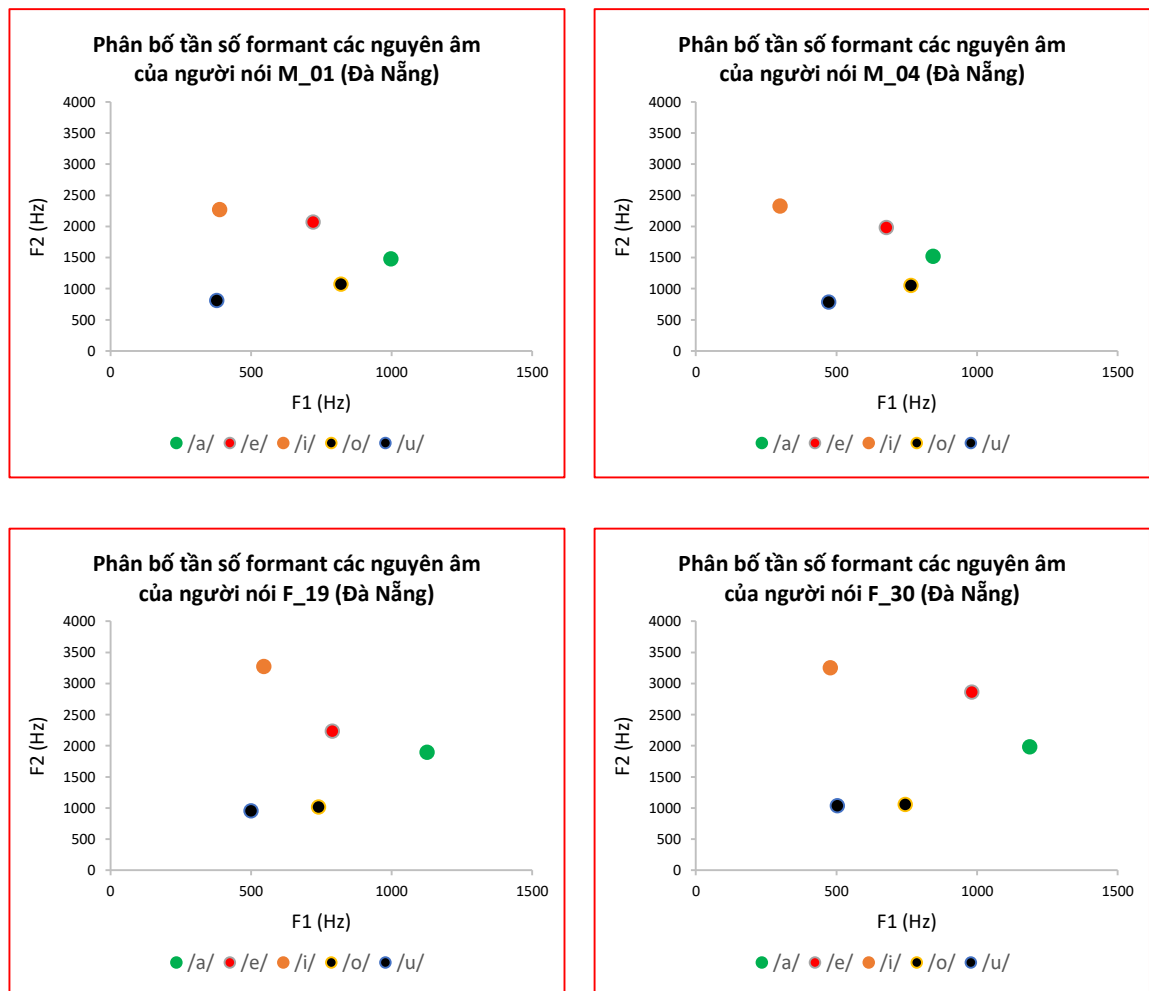 Phân bố tần số formant các nguyên âm
của người nói M_01 (Đà Nẵng)
4000
3500
3000
2500
2000
1500
1000
500
0
F2 (Hz)
0 500 1000 1500
F1 (Hz)
/a/ /e/ /i/ /o/ /u/
Phân bố tần số formant các nguyên âm
của người nói M_04 (Đà Nẵng)
4000
3500
3000
2500
2000
1500
1000
500
0
F2 (Hz)
0 500 1000 1500
F1 (Hz)
/a/ /e/ /i/ /o/ /u/
Phân bố tần số formant các nguyên âm
của người nói F_19 (Đà Nẵng)
4000
3500
3000
2500
2000
1500
1000
500
0
F2 (Hz)
0 500 1000 1500
F1 (Hz)
/a/ /e/ /i/ /o/ /u/
Phân bố tần số formant các nguyên âm
của người nói F_30 (Đà Nẵng)
4000
3500
3000
2500
2000
1500
1000
500
0
F2 (Hz)
0 500 1000 1500
F1 (Hz)
/a/ /e/ /i/ /o/ /u/